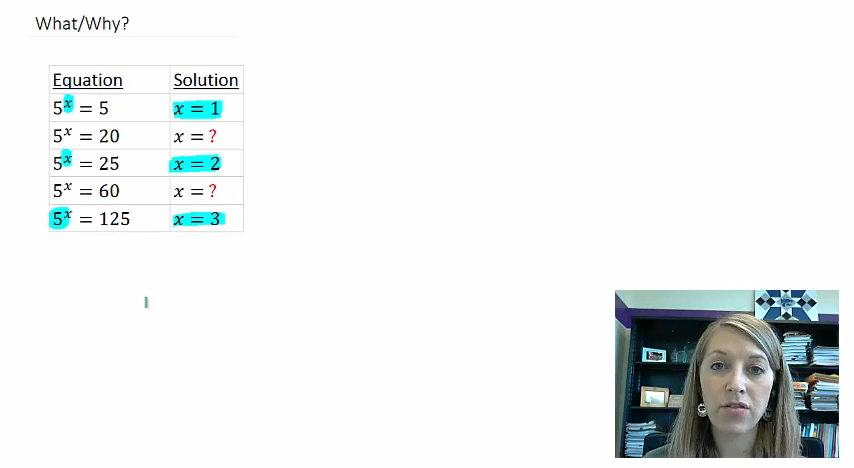 What/Why?
Equation Solution
5^x = 5 x = 1
5^x = 20 x = ?
5^x = 25 x = 2
5^x = 60 x = ?
5^x = 125 x = 3